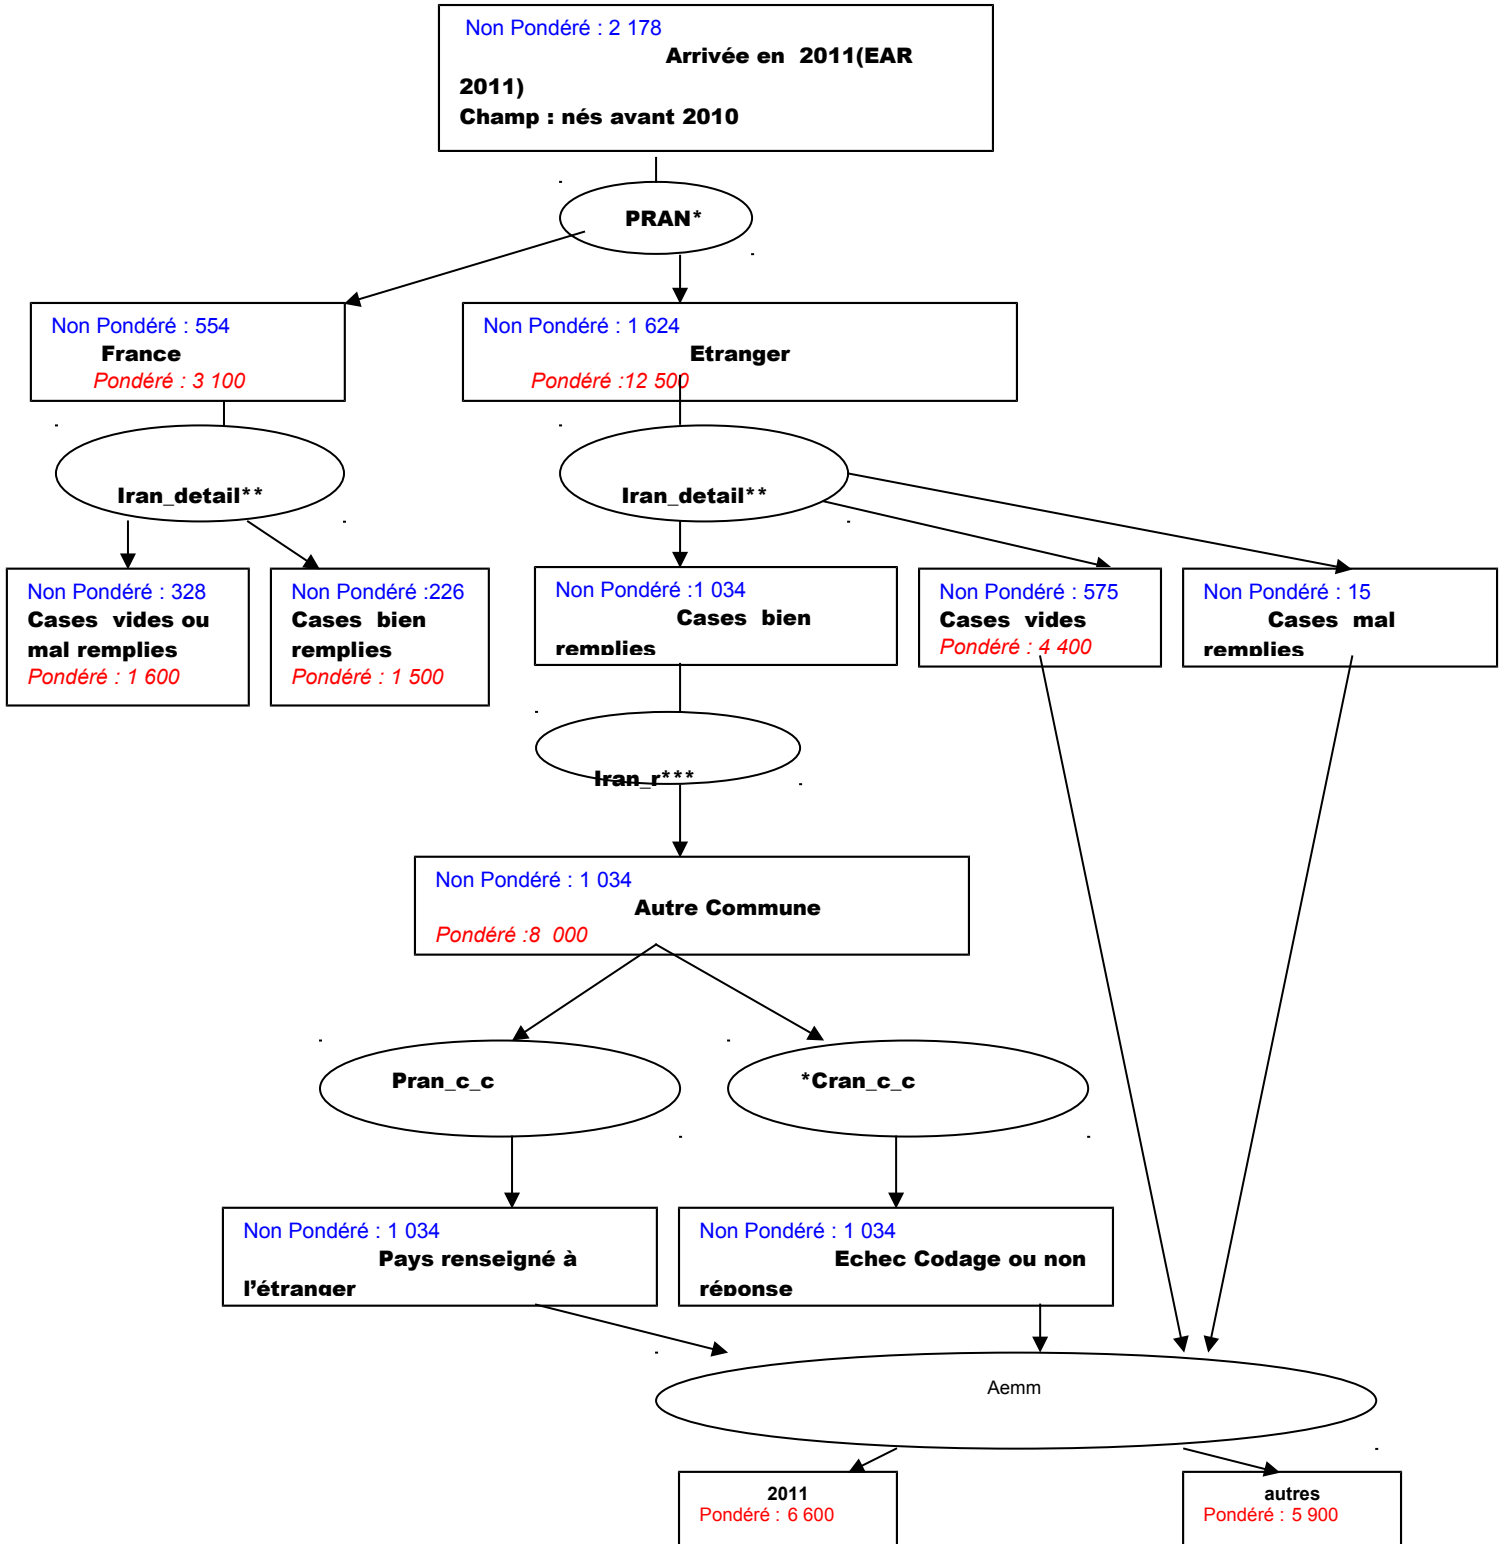 Non Pondéré : 2 178
Arrivée en 2011(EAR
2011)
Champ : nés avant 2010
PRAN*
Non Pondéré : 554
France
Pondéré : 3 100
Non Pondéré : 1 624
Etranger
Pondéré :12 500
Iran_detail**
Iran_detail**
Non Pondéré : 328
Cases vides ou
mal remplies
Pondéré : 1 600
Non Pondéré :226
Cases bien
remplies
Pondéré : 1 500
Non Pondéré :1 034
Cases bien
remplies
Non Pondéré : 575
Cases vides
Pondéré : 4 400
Non Pondéré : 15
Cases mal
remplies
Iran_r***
Non Pondéré : 1 034
Autre Commune
Pondéré :8 000
Pran_c_c
*Cran_c_c
Non Pondéré : 1 034
Pays renseigné à
l’étranger
Non Pondéré : 1 034
Echec Codage ou non
réponse
Aemm
2011
Pondéré : 6 600
autres
Pondéré : 5 900